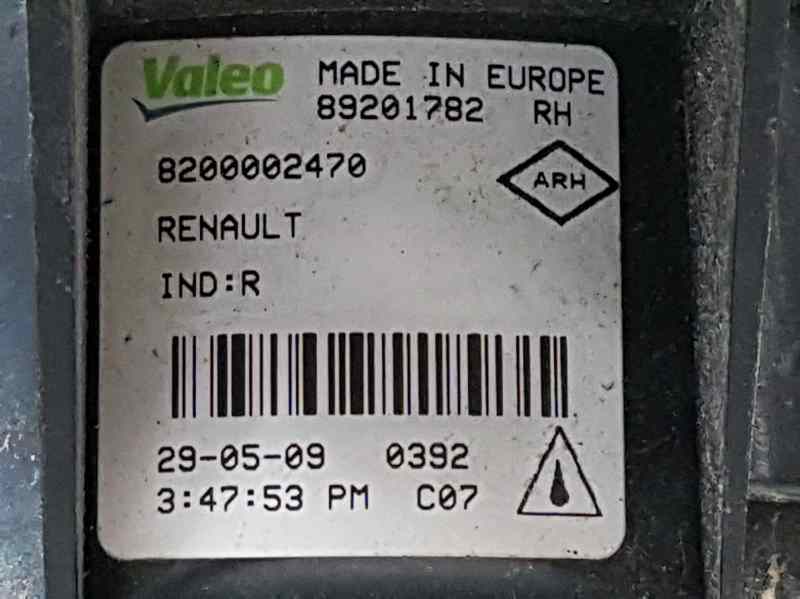 Valeo MADE IN EUROPE
89201782 RH
8200002470
ARH
RENAULT
IND:R
29-05-09 0392
3:47:53 PM C07